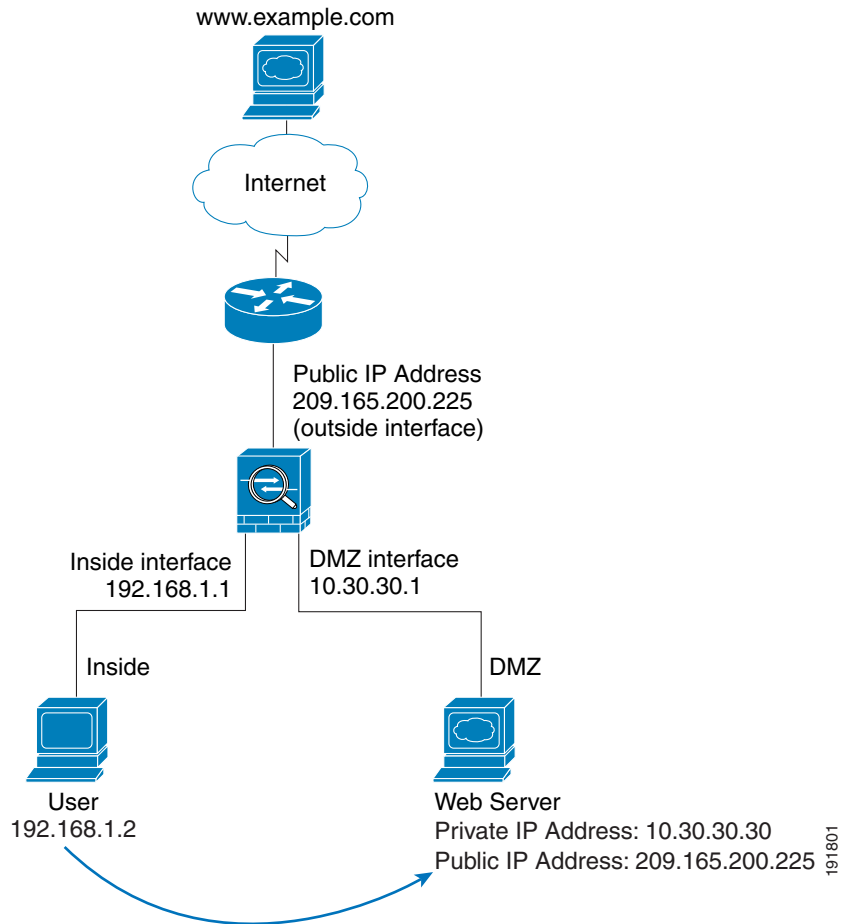 www.example.com
Internet
Public IP Address
209.165.200.225
(outside interface)
Inside interface
192.168.1.1
DMZ interface
10.30.30.1
Inside
DMZ
User
192.168.1.2
Web Server
Private IP Address: 10.30.30.30
Public IP Address: 209.165.200.225
191801